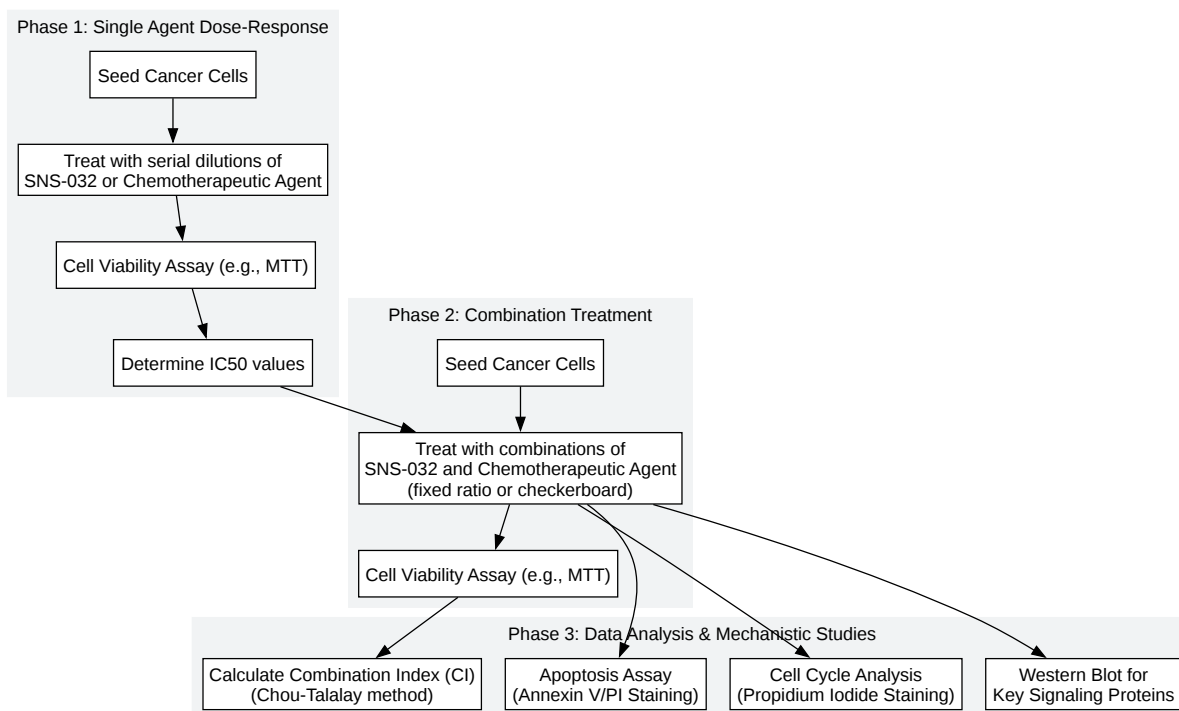 Phase 1: Single Agent Dose-Response
Seed Cancer Cells
Treat with serial dilutions of
SNS-032 or Chemotherapeutic Agent
Cell Viability Assay (e.g., MTT)
Determine IC50 values
Phase 2: Combination Treatment
Seed Cancer Cells
Treat with combinations of
SNS-032 and Chemotherapeutic Agent
(fixed ratio or checkerboard)
Cell Viability Assay (e.g., MTT)
Phase 3: Data Analysis & Mechanistic Studies
Calculate Combination Index (CI)
(Chou-Talalay method)
Apoptosis Assay
(Annexin V/PI Staining)
Cell Cycle Analysis
(Propidium Iodide Staining)
Western Blot for
Key Signaling Proteins